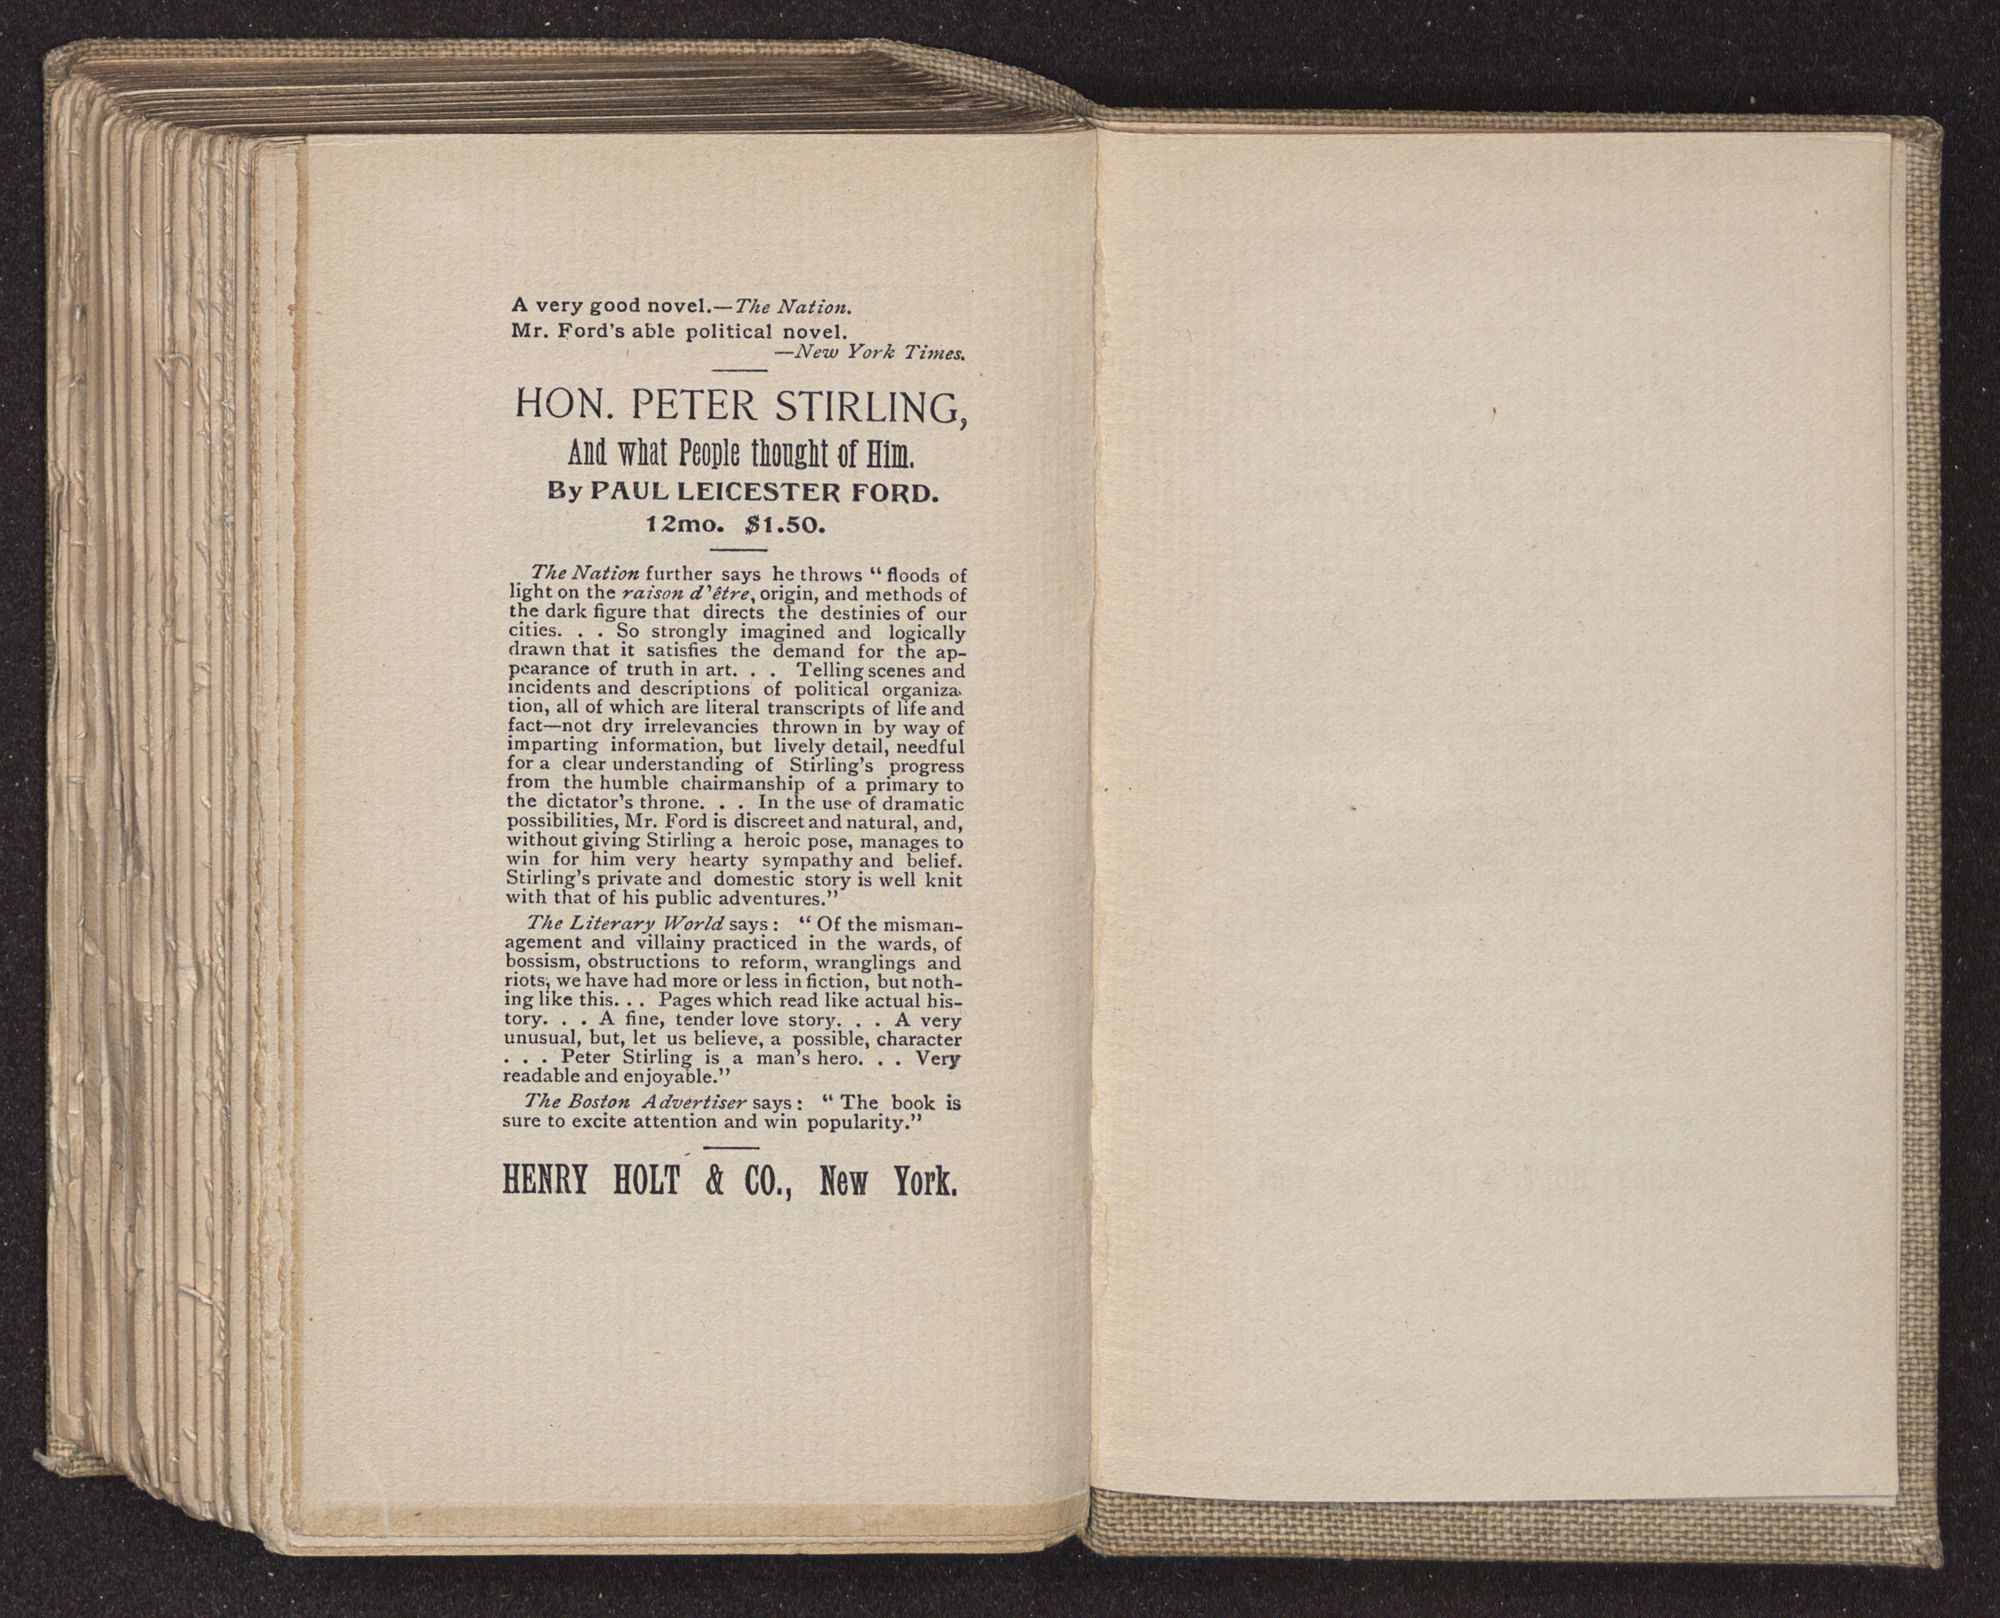 A very good novel.—The Nation.
Mr. Ford's able political novel.
—New York Times.
HON. PETER STIRLING,
And what People thought of Him.
By PAUL LEICESTER FORD.
12mo. $1.50.
The Nation further says he throws “ floods of
light on the raison d'être, origin, and methods of
the dark figure that directs the destinies of our
cities. . . So strongly imagined and logically
drawn that it satisfies the demand for the ap-
pearance of truth in art. . . Telling scenes and
incidents and descriptions of political organiza-
tion, all of which are literal transcripts of life and
fact—not dry irrelevancies thrown in by way of
imparting information, but lively detail, needful
for a clear understanding of Stirling's progress
from the humble chairmanship of a primary to
the dictator's throne. . . In the use of dramatic
possibilities, Mr. Ford is discreet and natural, and,
without giving Stirling a heroic pose, manages to
win for him very hearty sympathy and belief.
Stirling's private and domestic story is well knit
with that of his public adventures.”
The Literary World says : “ Of the misman-
agement and villainy practiced in the wards, of
bossism, obstructions to reform, wranglings and
riots, we have had more or less in fiction, but noth-
ing like this. . . Pages which read like actual his-
tory. . . A fine, tender love story. . . A very
unusual, but, let us believe, a possible, character
. . . Peter Stirling is a man's hero. . . Very
readable and enjoyable.”
The Boston Advertiser says : “ The book is
sure to excite attention and win popularity.”
HENRY HOLT & CO., New York.